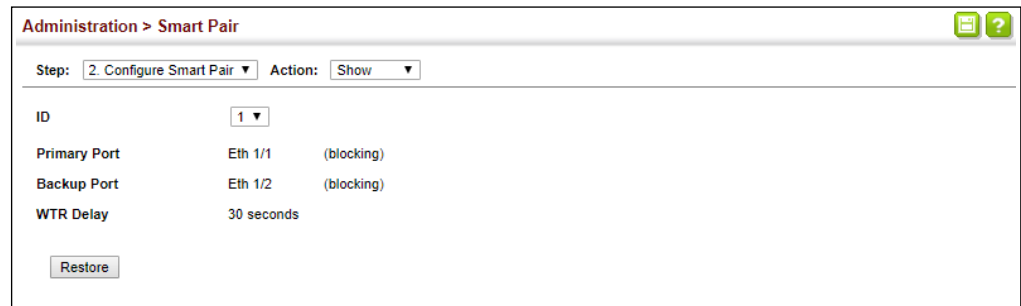 Administration > Smart Pair
Step: 2. Configure Smart Pair Action: Show
ID 1
Primary Port Eth 1/1 (blocking)
Backup Port Eth 1/2 (blocking)
WTR Delay 30 seconds
Restore